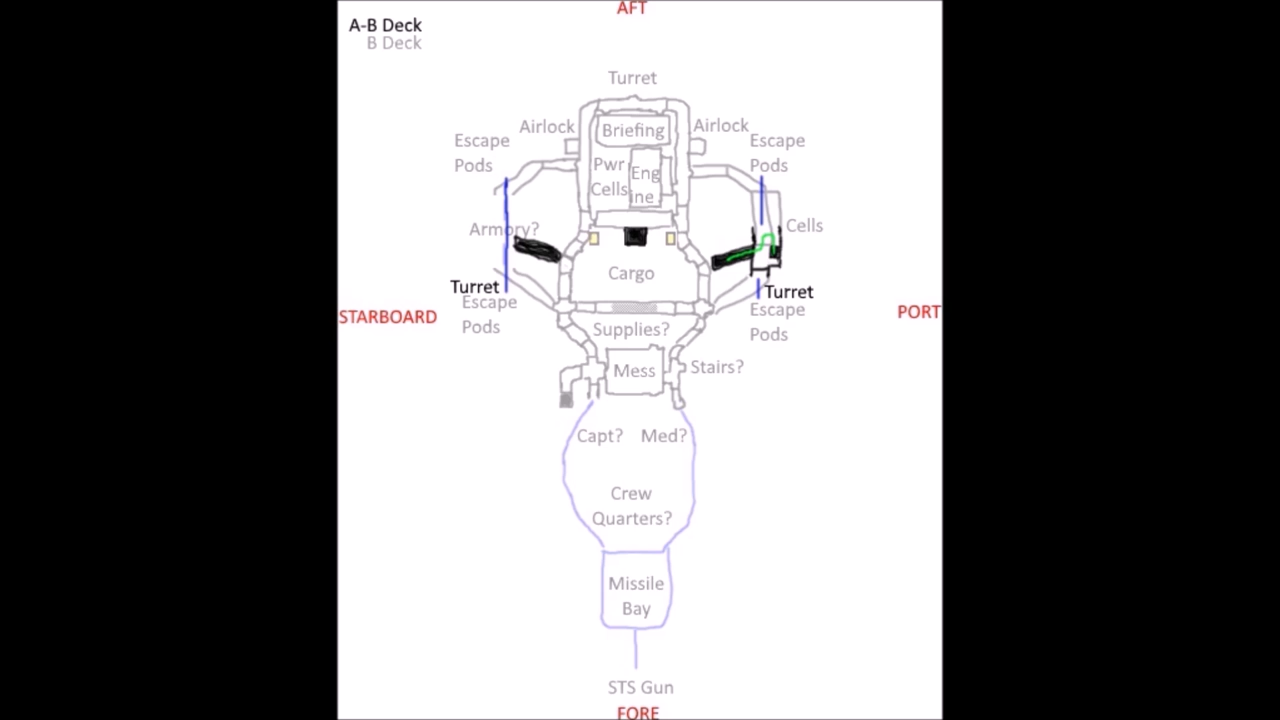 AFT
A-B Deck
B Deck
Turret
Airlock
Briefing
Airlock
Escape
Pods
Escape
Pods
Pwr
Cells
Eng
ine
Armory?
Cells
Cargo
Turret
Escape
Pods
Turret
Escape
Pods
STARBOARD
PORT
Supplies?
Mess
Stairs?
Capt?
Med?
Crew
Quarters?
Missile
Bay
STS Gun
FORE